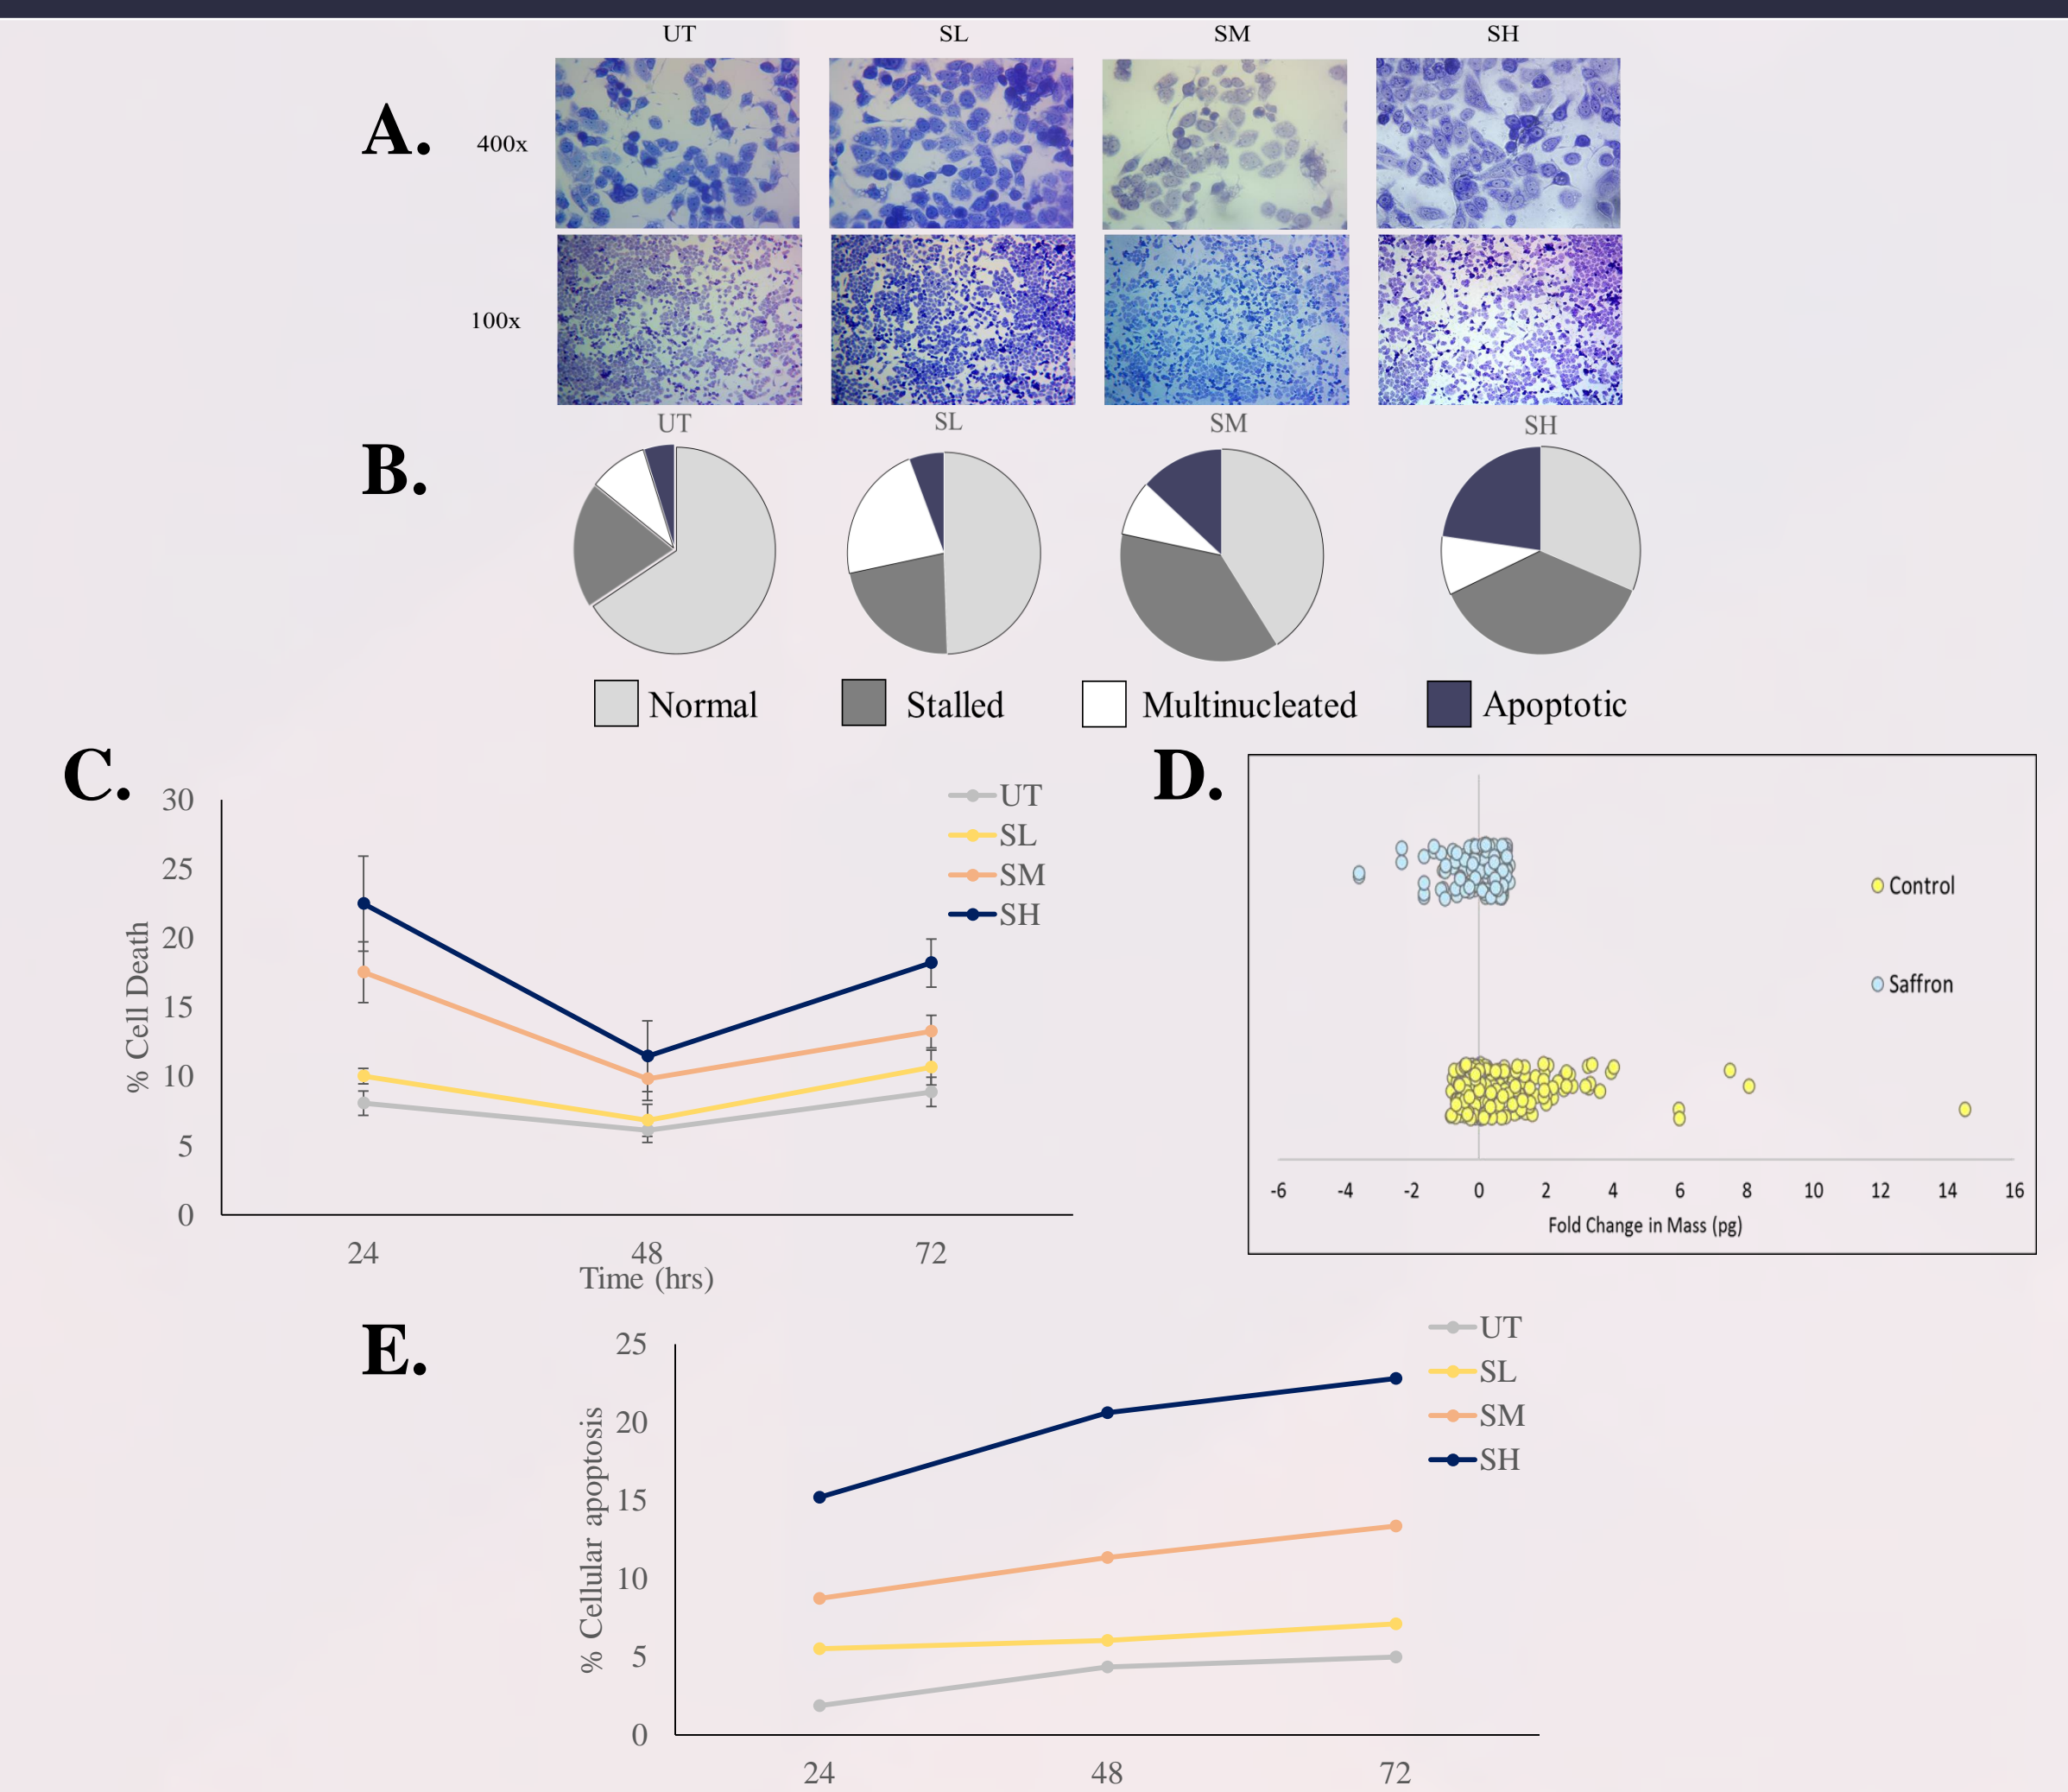 UT SL SM SH
A.
400x
100x
UT SL SM SH
B.
Normal Stalled Multinucleated Apoptotic
C.
30
25
20
15
10
5
0
% Cell Death
24 48 72
Time (hrs)
UT
SL
SM
SH
D.
Control
Saffron
-6 -4 -2 0 2 4 6 8 10 12 14 16
Fold Change in Mass (pg)
E.
25
20
15
10
5
0
% Cellular apoptosis
24 48 72
UT
SL
SM
SH